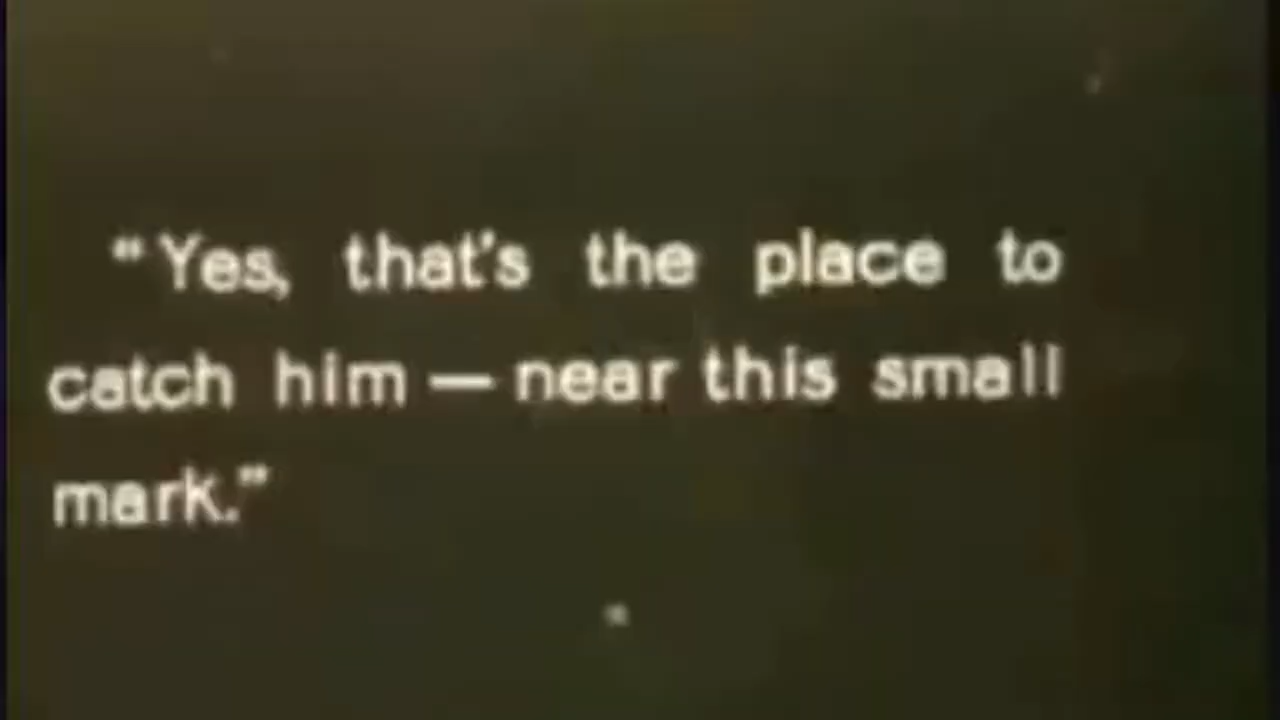 “Yes, that’s the place to
catch him — near this small
mark.”